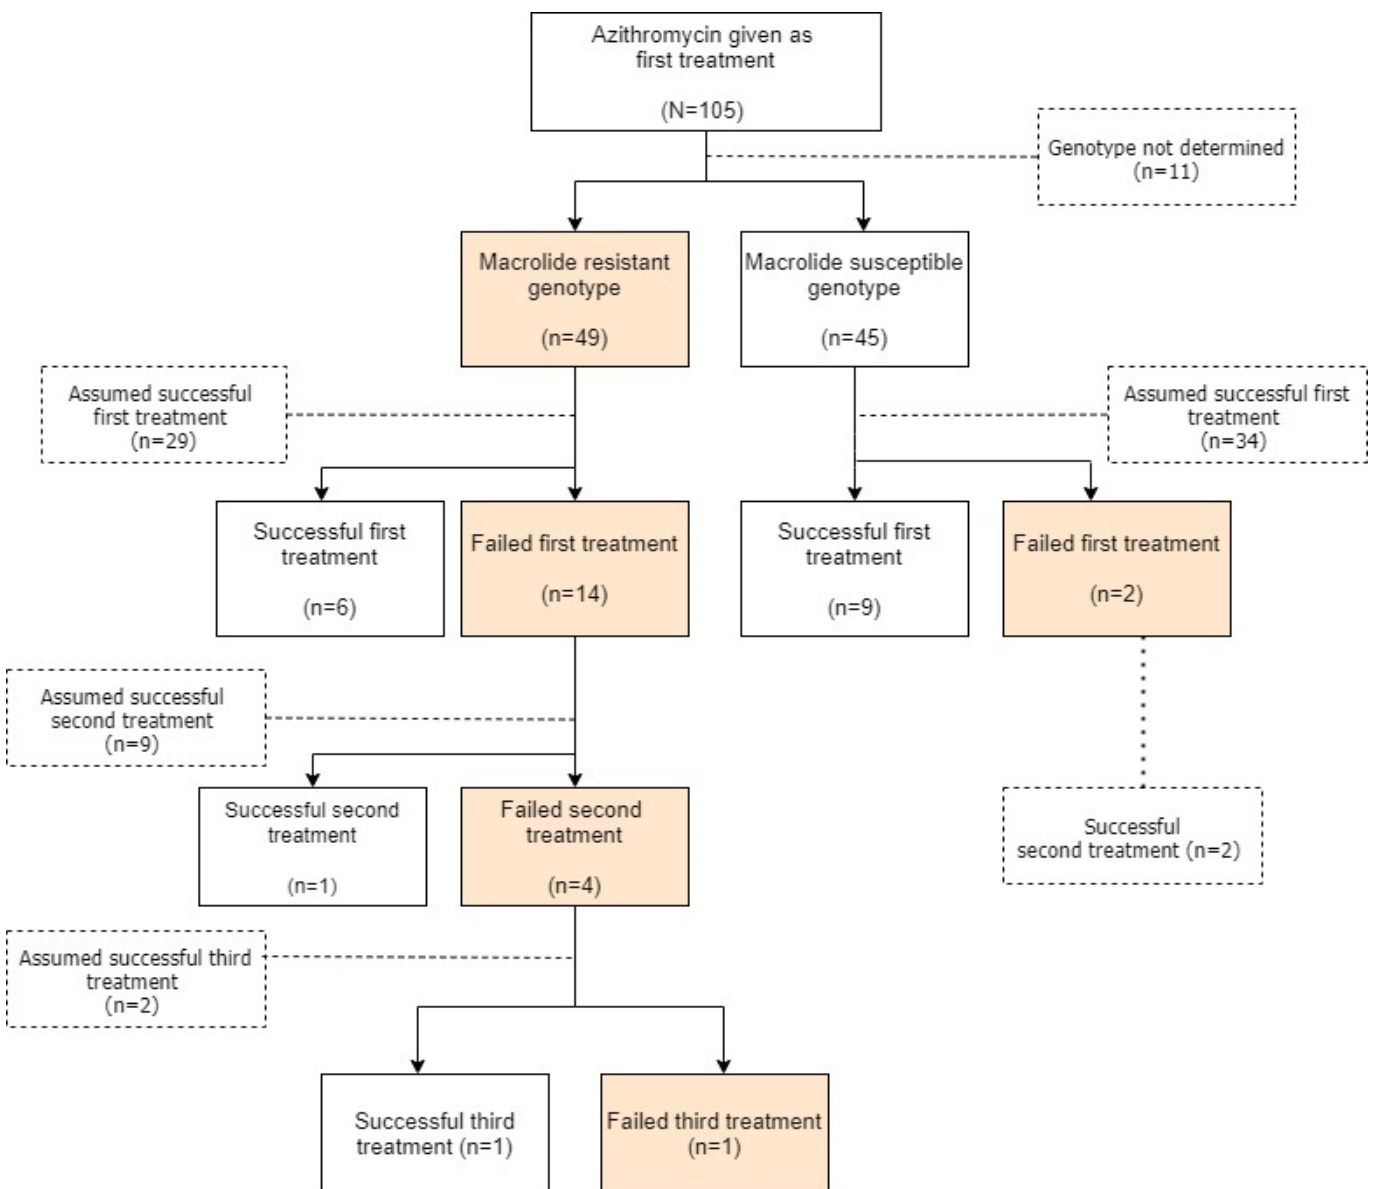 Azithromycin given as
first treatment
(N=105)
Genotype not determined
(n=11)
Macrolide resistant
genotype
(n=49)
Macrolide susceptible
genotype
(n=45)
Assumed successful
first treatment
(n=29)
Assumed successful first
treatment
(n=34)
Successful first
treatment
(n=6)
Failed first treatment
(n=14)
Successful first
treatment
(n=9)
Failed first treatment
(n=2)
Assumed successful
second treatment
(n=9)
Successful second
treatment
(n=1)
Failed second
treatment
(n=4)
Successful
second treatment (n=2)
Assumed successful third
treatment
(n=2)
Successful third
treatment (n=1)
Failed third treatment
(n=1)